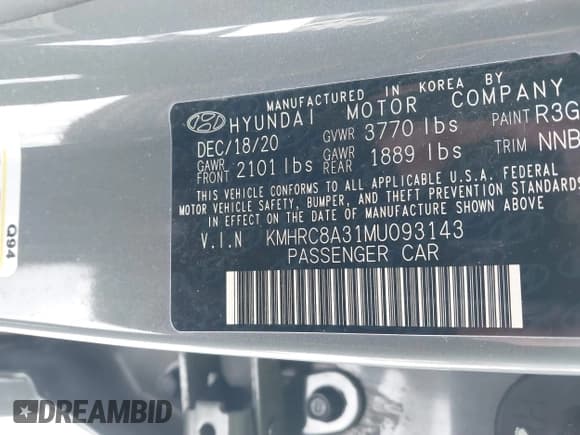 MANUFACTURED IN KOREA BY
HYUNDAI MOTOR COMPANY
DEC/18/20 GVWR 3770 lbs PAINT R3G
GAWR FRONT 2101 lbs GAWR REAR 1889 lbs TRIM NNB
THIS VEHICLE CONFORMS TO ALL APPLICABLE U.S.A. FEDERAL
MOTOR VEHICLE SAFETY, BUMPER, AND THEFT PREVENTION STANDARDS
IN EFFECT ON THE DATE OF MANUFACTURE SHOWN ABOVE
V.I.N KMHRC8A31MU093143
PASSENGER CAR
Q94
DREAMBID